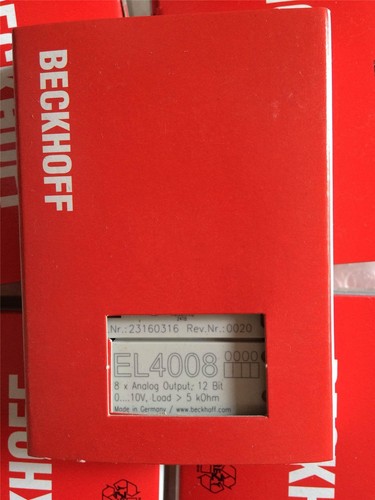 BECKHOFF
Nr.:23160316 Rev.Nr.:0020
EL4008
8 x Analog Output, 12 Bit
0....10V, Load > 5 kOhm
Made in Germany / www.beckhoff.com